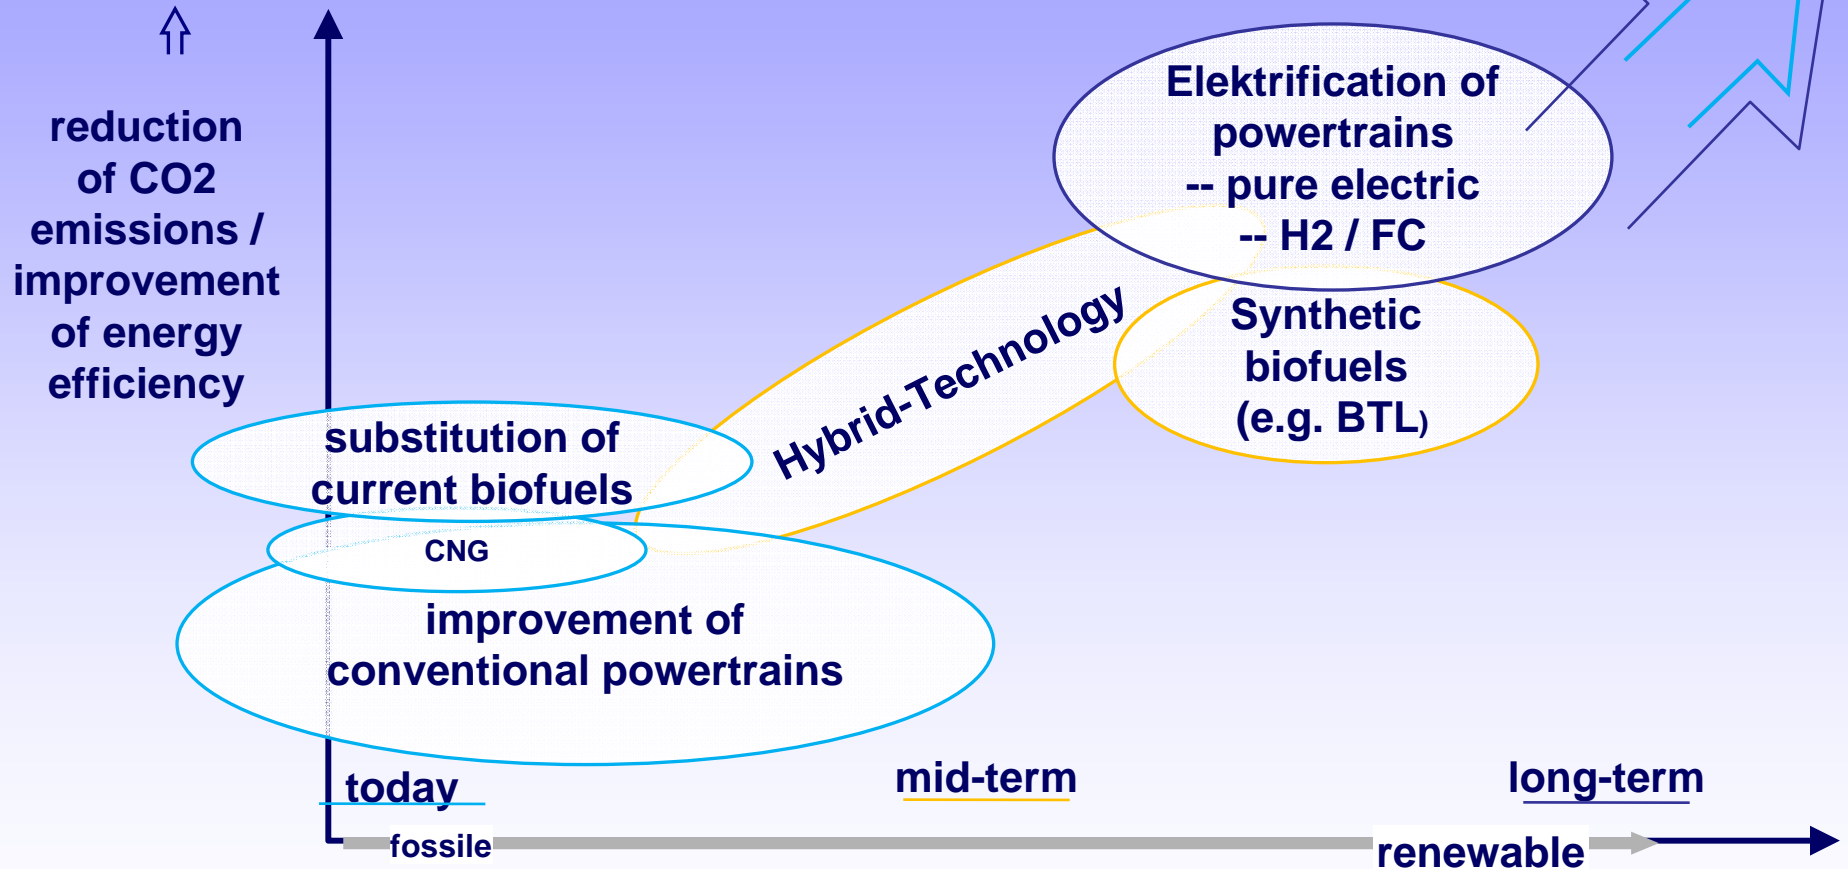 reduction
of CO2
emissions /
improvement
of energy
efficiency
Elektrification of
powertrains
-- pure electric
-- H2 / FC
Synthetic
biofuels
(e.g. BTL)
Hybrid-Technology
substitution of
current biofuels
CNG
improvement of
conventional powertrains
today
mid-term
long-term
fossile
renewable